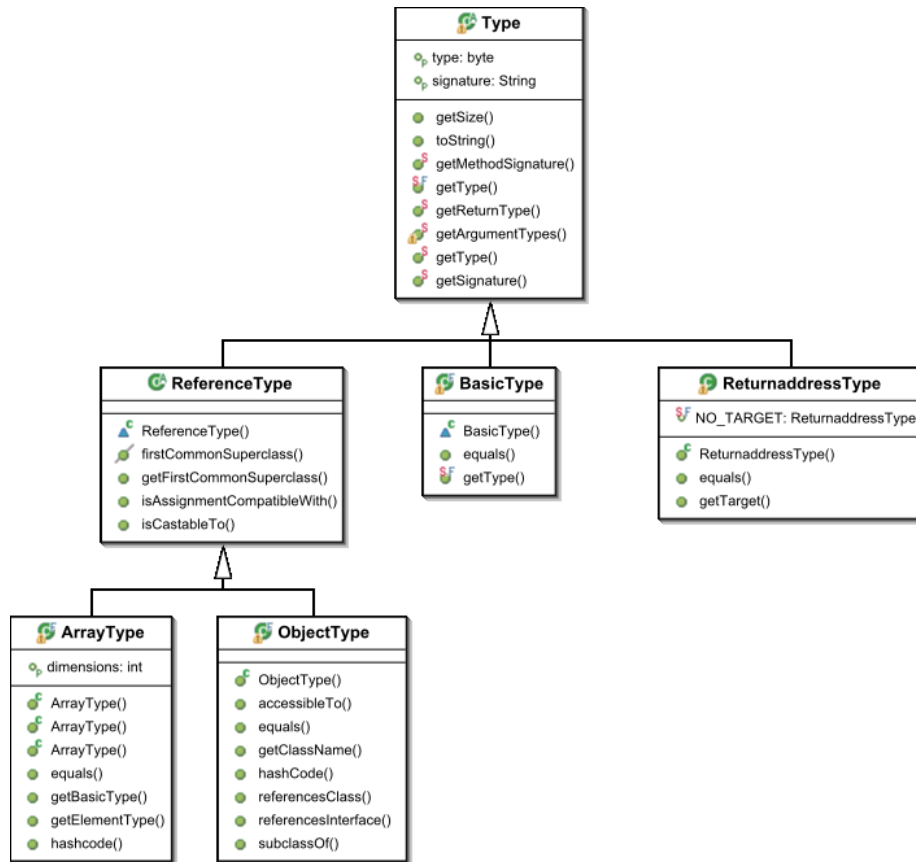 Type
type: byte
signature: String
getSize()
toString()
getMethodSignature()
getType()
getReturnType()
getArgumentTypes()
getType()
getSignature()
ReferenceType
ReferenceType()
firstCommonSuperclass()
getFirstCommonSuperclass()
isAssignmentCompatibleWith()
isCastableTo()
BasicType
BasicType()
equals()
getType()
ReturnaddressType
NO_TARGET: ReturnaddressType
ReturnaddressType()
equals()
getTarget()
ArrayType
dimensions: int
ArrayType()
ArrayType()
ArrayType()
equals()
getBasicType()
getElementType()
hashcode()
ObjectType
ObjectType()
accessibleTo()
equals()
getClassName()
hashCode()
referencesClass()
referencesInterface()
subclassOf()